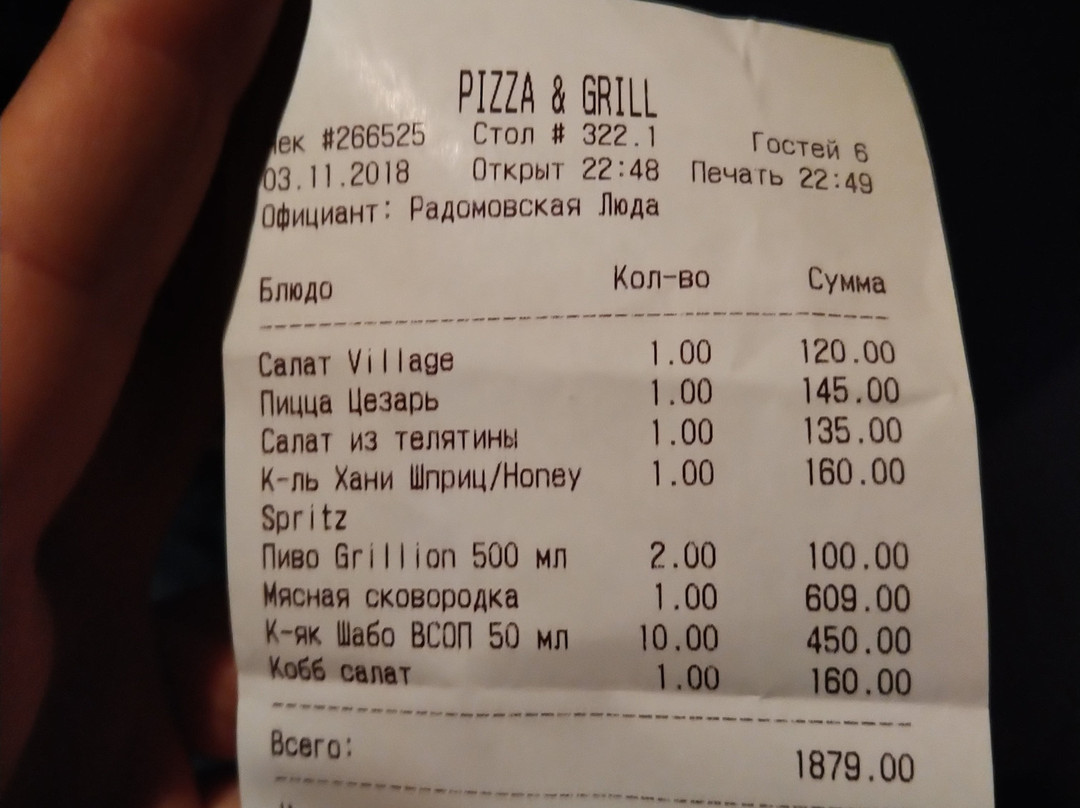 PIZZA & GRILL
Чек #266525 Стол # 322.1 Гостей 6
03.11.2018 Открыт 22:48 Печать 22:49
Официант: Радомовская Люда
Блюдо Кол-во Сумма
Салат Village 1.00 120.00
Пицца Цезарь 1.00 145.00
Салат из телятины 1.00 135.00
К-ль Хани Шприц/Honey 1.00 160.00
Spritz
Пиво Grillion 500 мл 2.00 100.00
Мясная сковородка 1.00 609.00
К-як Шабо ВСОП 50 мл 10.00 450.00
Кобб салат 1.00 160.00
Всего: 1879.00